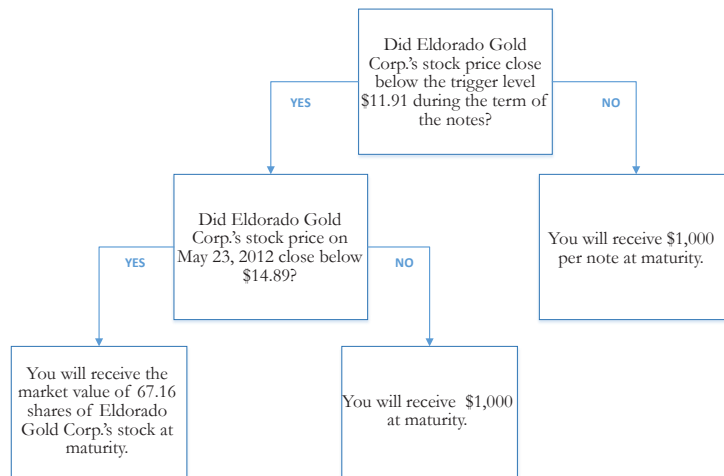 Did Eldorado Gold
Corp.'s stock price close
below the trigger level
$11.91 during the term of
the notes?
YES
NO
Did Eldorado Gold
Corp.'s stock price on
May 23, 2012 close below
$14.89?
You will receive $1,000
per note at maturity.
YES
NO
You will receive the
market value of 67.16
shares of Eldorado
Gold Corp.'s stock at
maturity.
You will receive $1,000
at maturity.